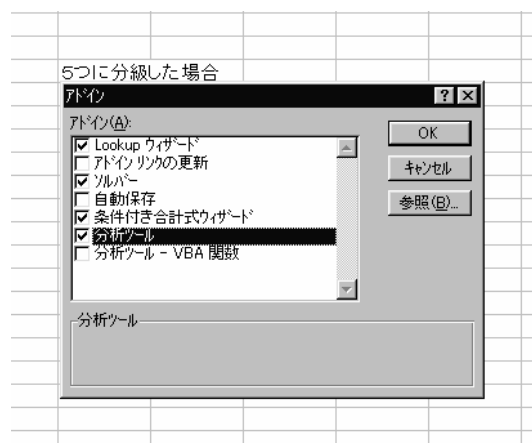 5つに分級した場合
ｱﾄﾞｲﾝ
ｱﾄﾞｲﾝ(A):
OK
Lookup ｳｨｻﾞｰﾄﾞ
ｱﾄﾞｲﾝ ﾘﾝｸの更新
ｷｬﾝｾﾙ
ｿﾙﾊﾞｰ
自動保存
参照(B)...
条件付き合計式ｳｨｻﾞｰﾄﾞ
分析ﾂｰﾙ
分析ﾂｰﾙ - VBA 関数
分析ﾂｰﾙ